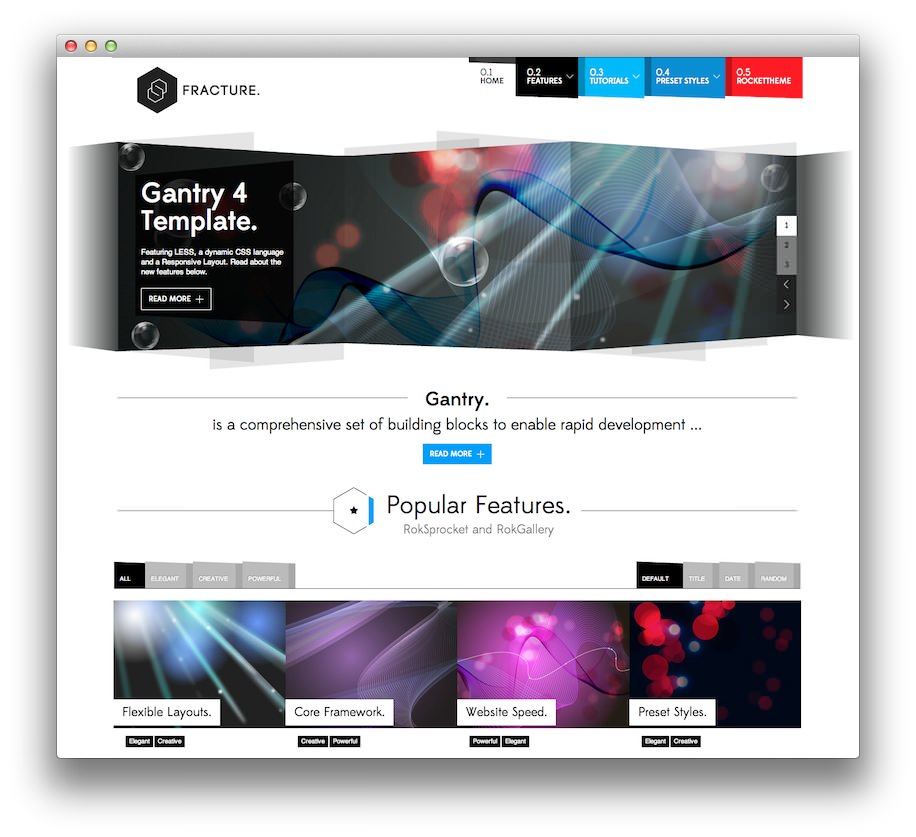 FRACTURE.
0.1
HOME
0.2
FEATURES
0.3
TUTORIALS
0.4
PRESET STYLES
0.5
ROCKETTHEME
Gantry 4
Template.
Featuring LESS, a dynamic CSS language
and a Responsive Layout. Read about the
new features below.
READ MORE +
1
2
3
Gantry.
is a comprehensive set of building blocks to enable rapid development ...
READ MORE +
Popular Features.
RokSprocket and RokGallery
ALL ELEGANT CREATIVE POWERFUL
DEFAULT TITLE DATE RANDOM
Flexible Layouts.
Core Framework.
Website Speed.
Preset Styles.
Elegant Creative
Creative Powerful
Powerful Elegant
Elegant Creative